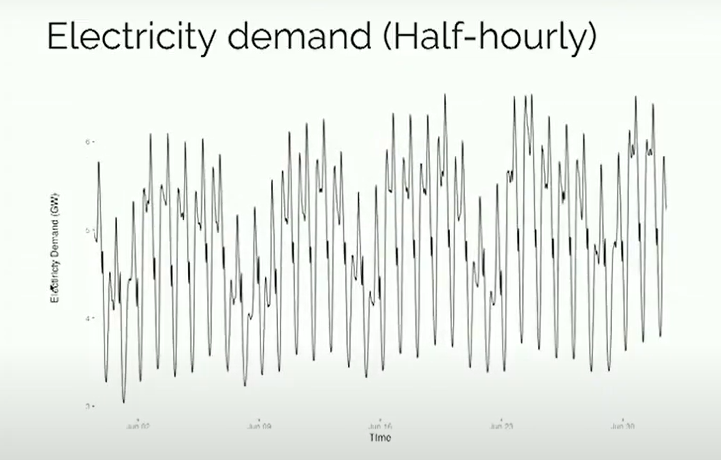 Electricity demand (Half-hourly)
Electricty Demand (GW)
6
5
4
3
Jun 02
Jun 09
Jun 16
Jun 23
Jun 30
Time